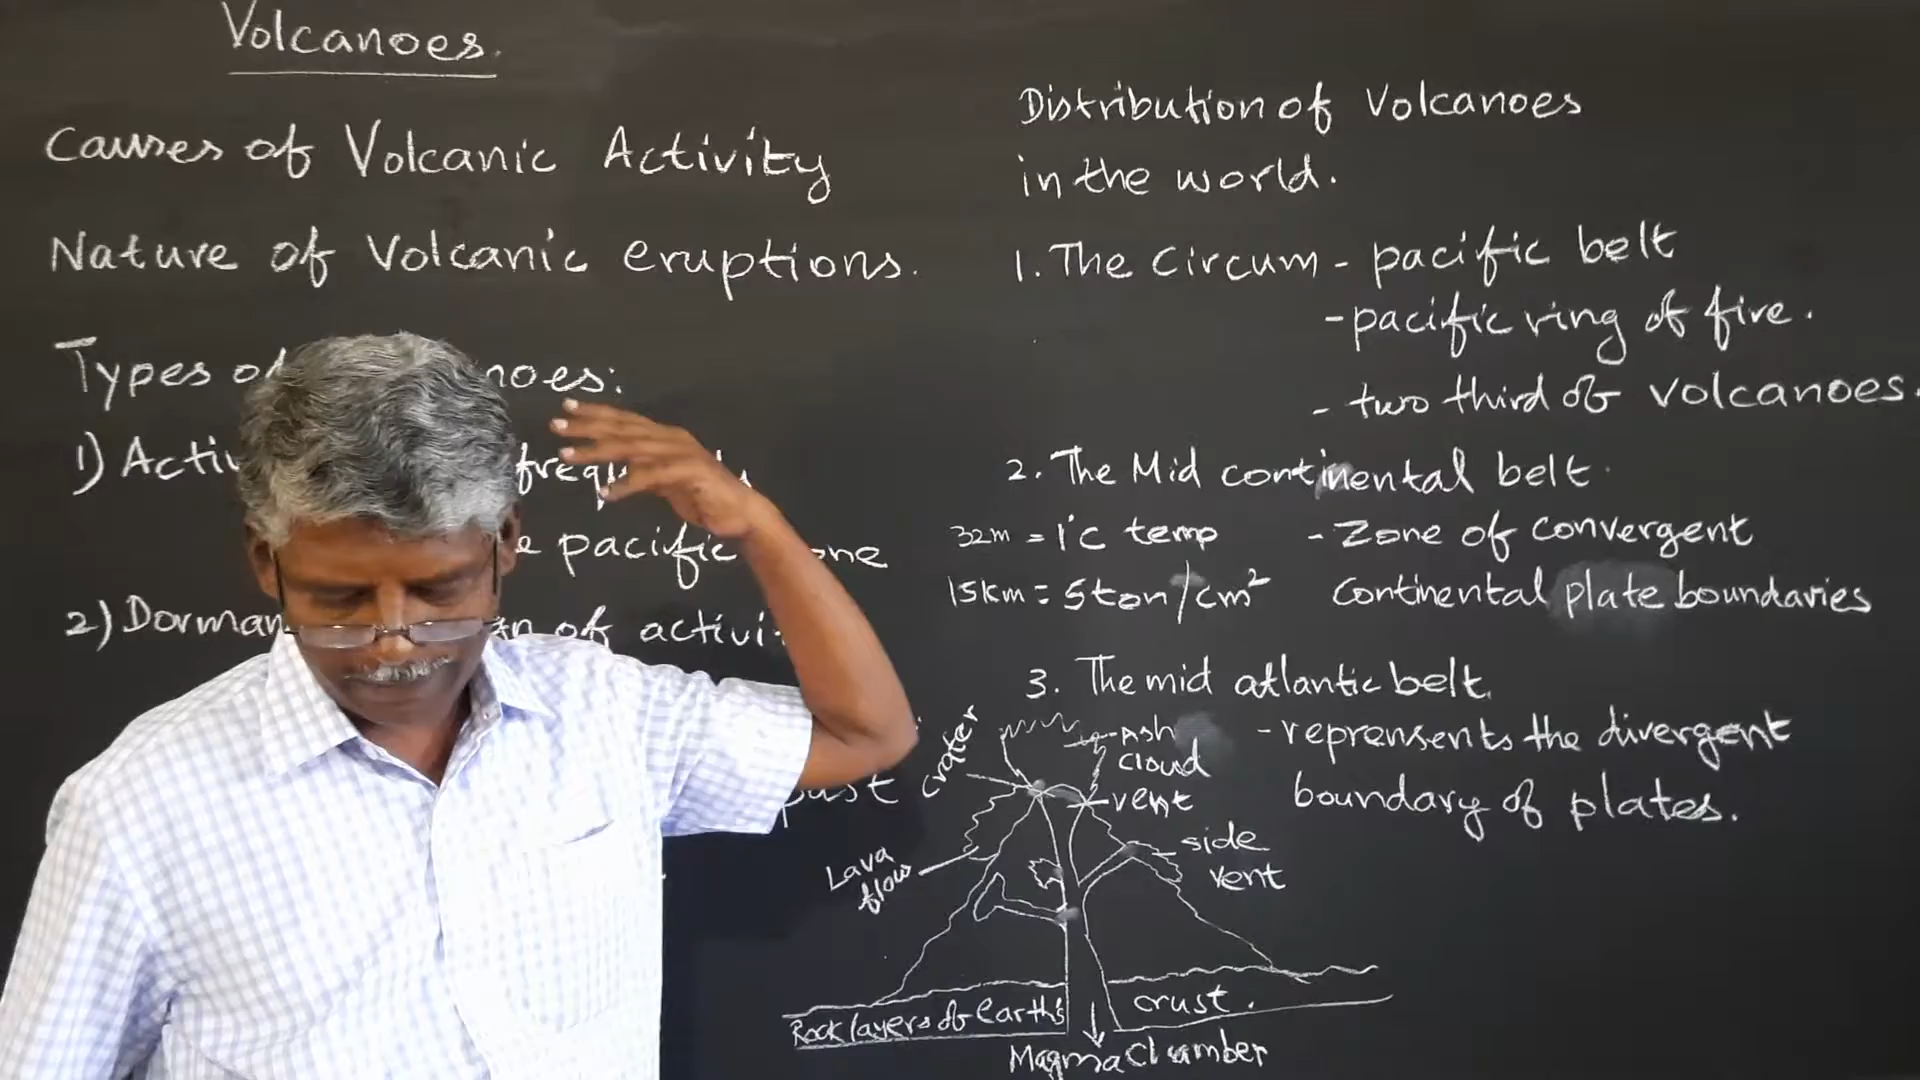 Volcanoes.
Causes of Volcanic Activity
Nature of Volcanic eruptions.
Types of noes:
1) Activ freq
pacific one
2) Dorman of activi
past
Distribution of Volcanoes
in the world.
1. The Circum - pacific belt
- pacific ring of fire.
- two third of volcanoes.
2. The Mid continental belt
32m = 1°c temp
- Zone of convergent
15km = 5ton/cm²
Continental plate boundaries
3. The mid atlantic belt.
- reprensents the divergent
boundary of plates.
crater
Ash
cloud
vent
side
vent
Lava
flow
Rock layers of earth's
crust.
Magma Chamber